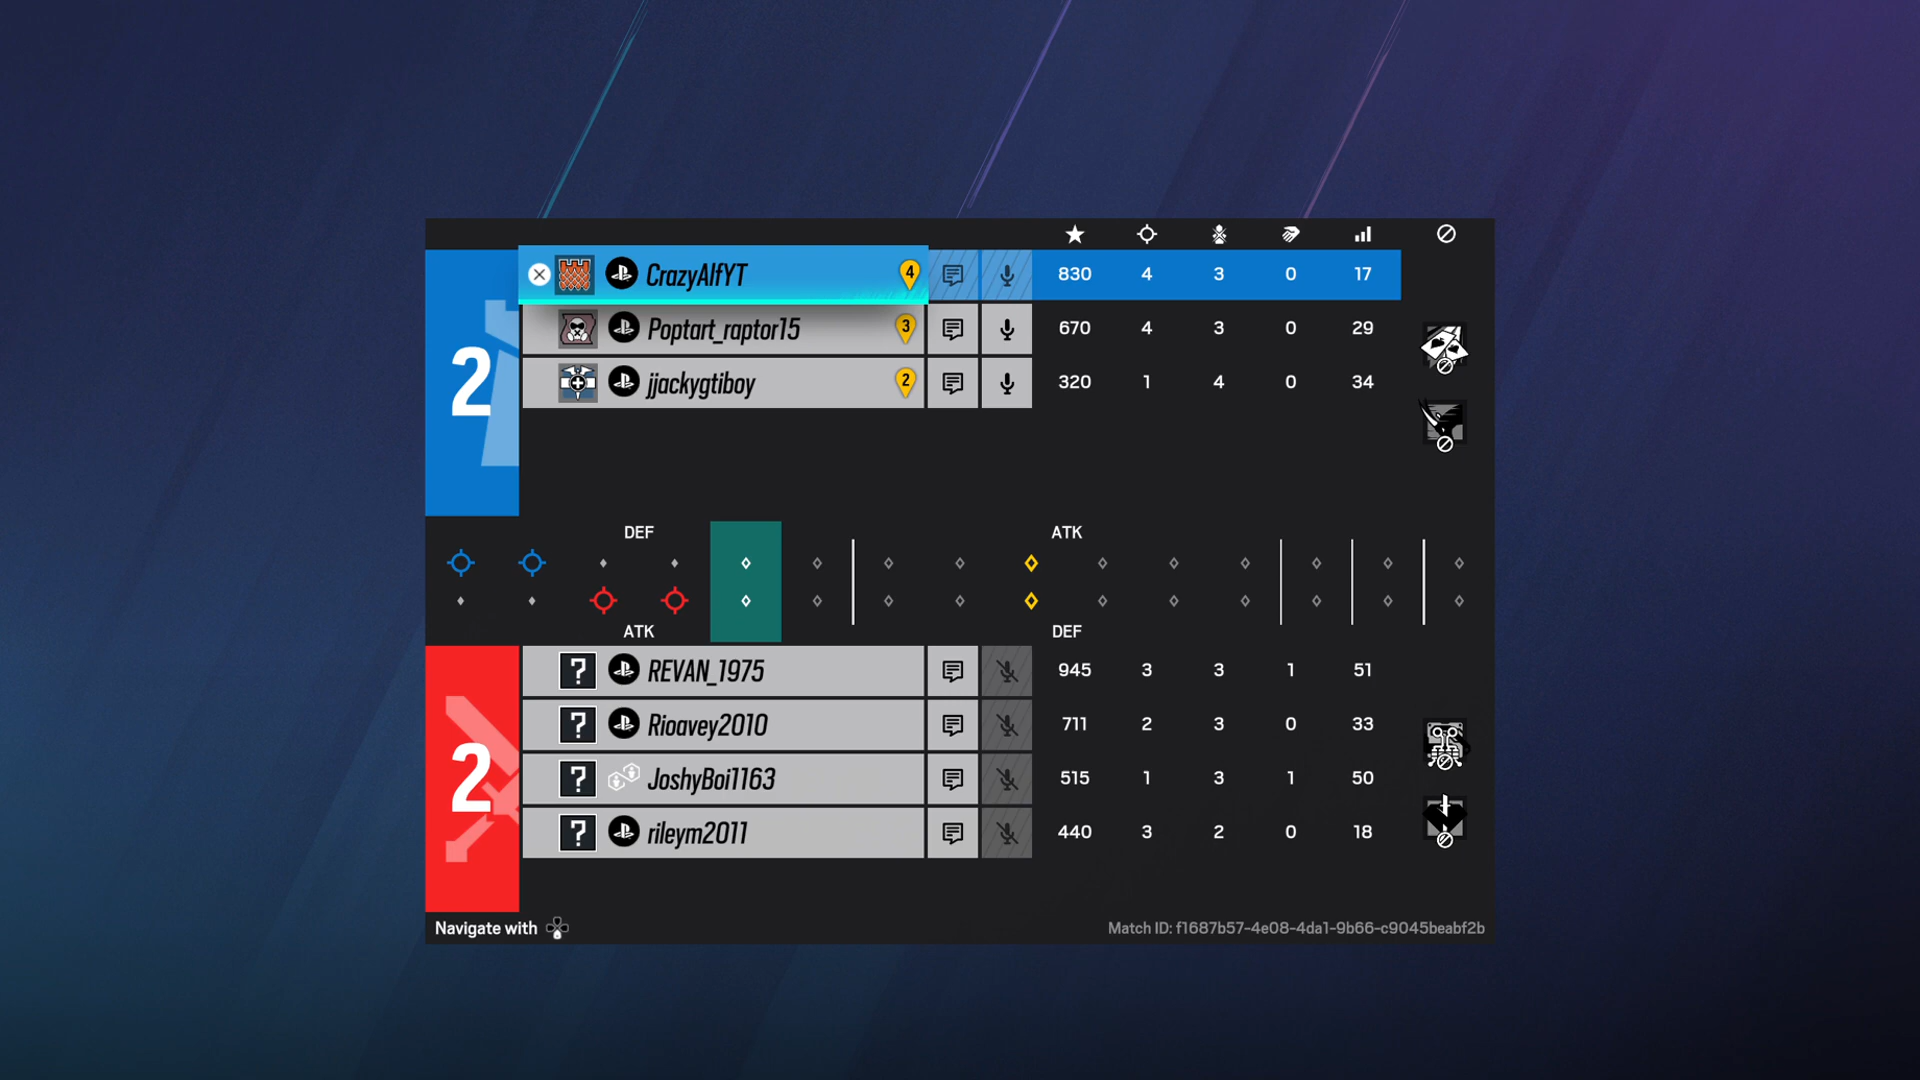 2
CrazyAlfYT 4 830 4 3 0 17
Poptart_raptor15 3 670 4 3 0 29
jjackygtiboy 2 320 1 4 0 34
DEF ATK
ATK DEF
2
? REVAN_1975 945 3 3 1 51
? Rioavey2010 711 2 3 0 33
? JoshyBoi1163 515 1 3 1 50
? rileym2011 440 3 2 0 18
Navigate with
Match ID: f1687b57-4e08-4da1-9b66-c9045beabf2b